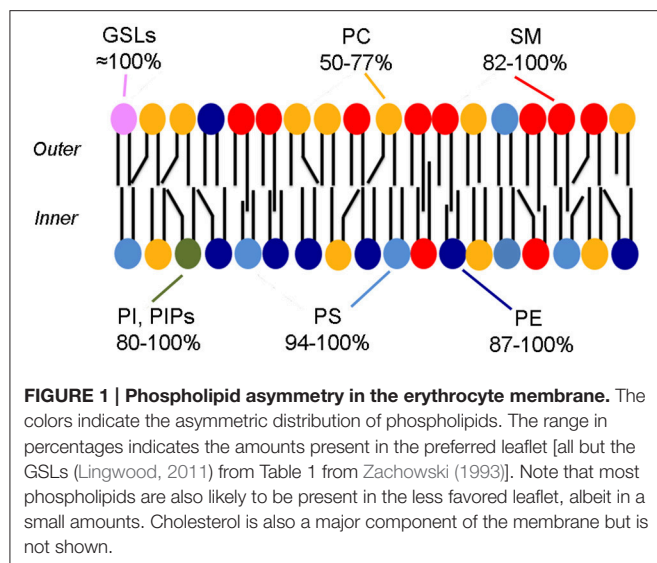 GSLs
≈100%
PC
50-77%
SM
82-100%
Outer
Inner
PI, PIPs
80-100%
PS
94-100%
PE
87-100%
FIGURE 1 | Phospholipid asymmetry in the erythrocyte membrane. The
colors indicate the asymmetric distribution of phospholipids. The range in
percentages indicates the amounts present in the preferred leaflet [all but the
GSLs (Lingwood, 2011) from Table 1 from Zachowski (1993)]. Note that most
phospholipids are also likely to be present in the less favored leaflet, albeit in a
small amounts. Cholesterol is also a major component of the membrane but is
not shown.